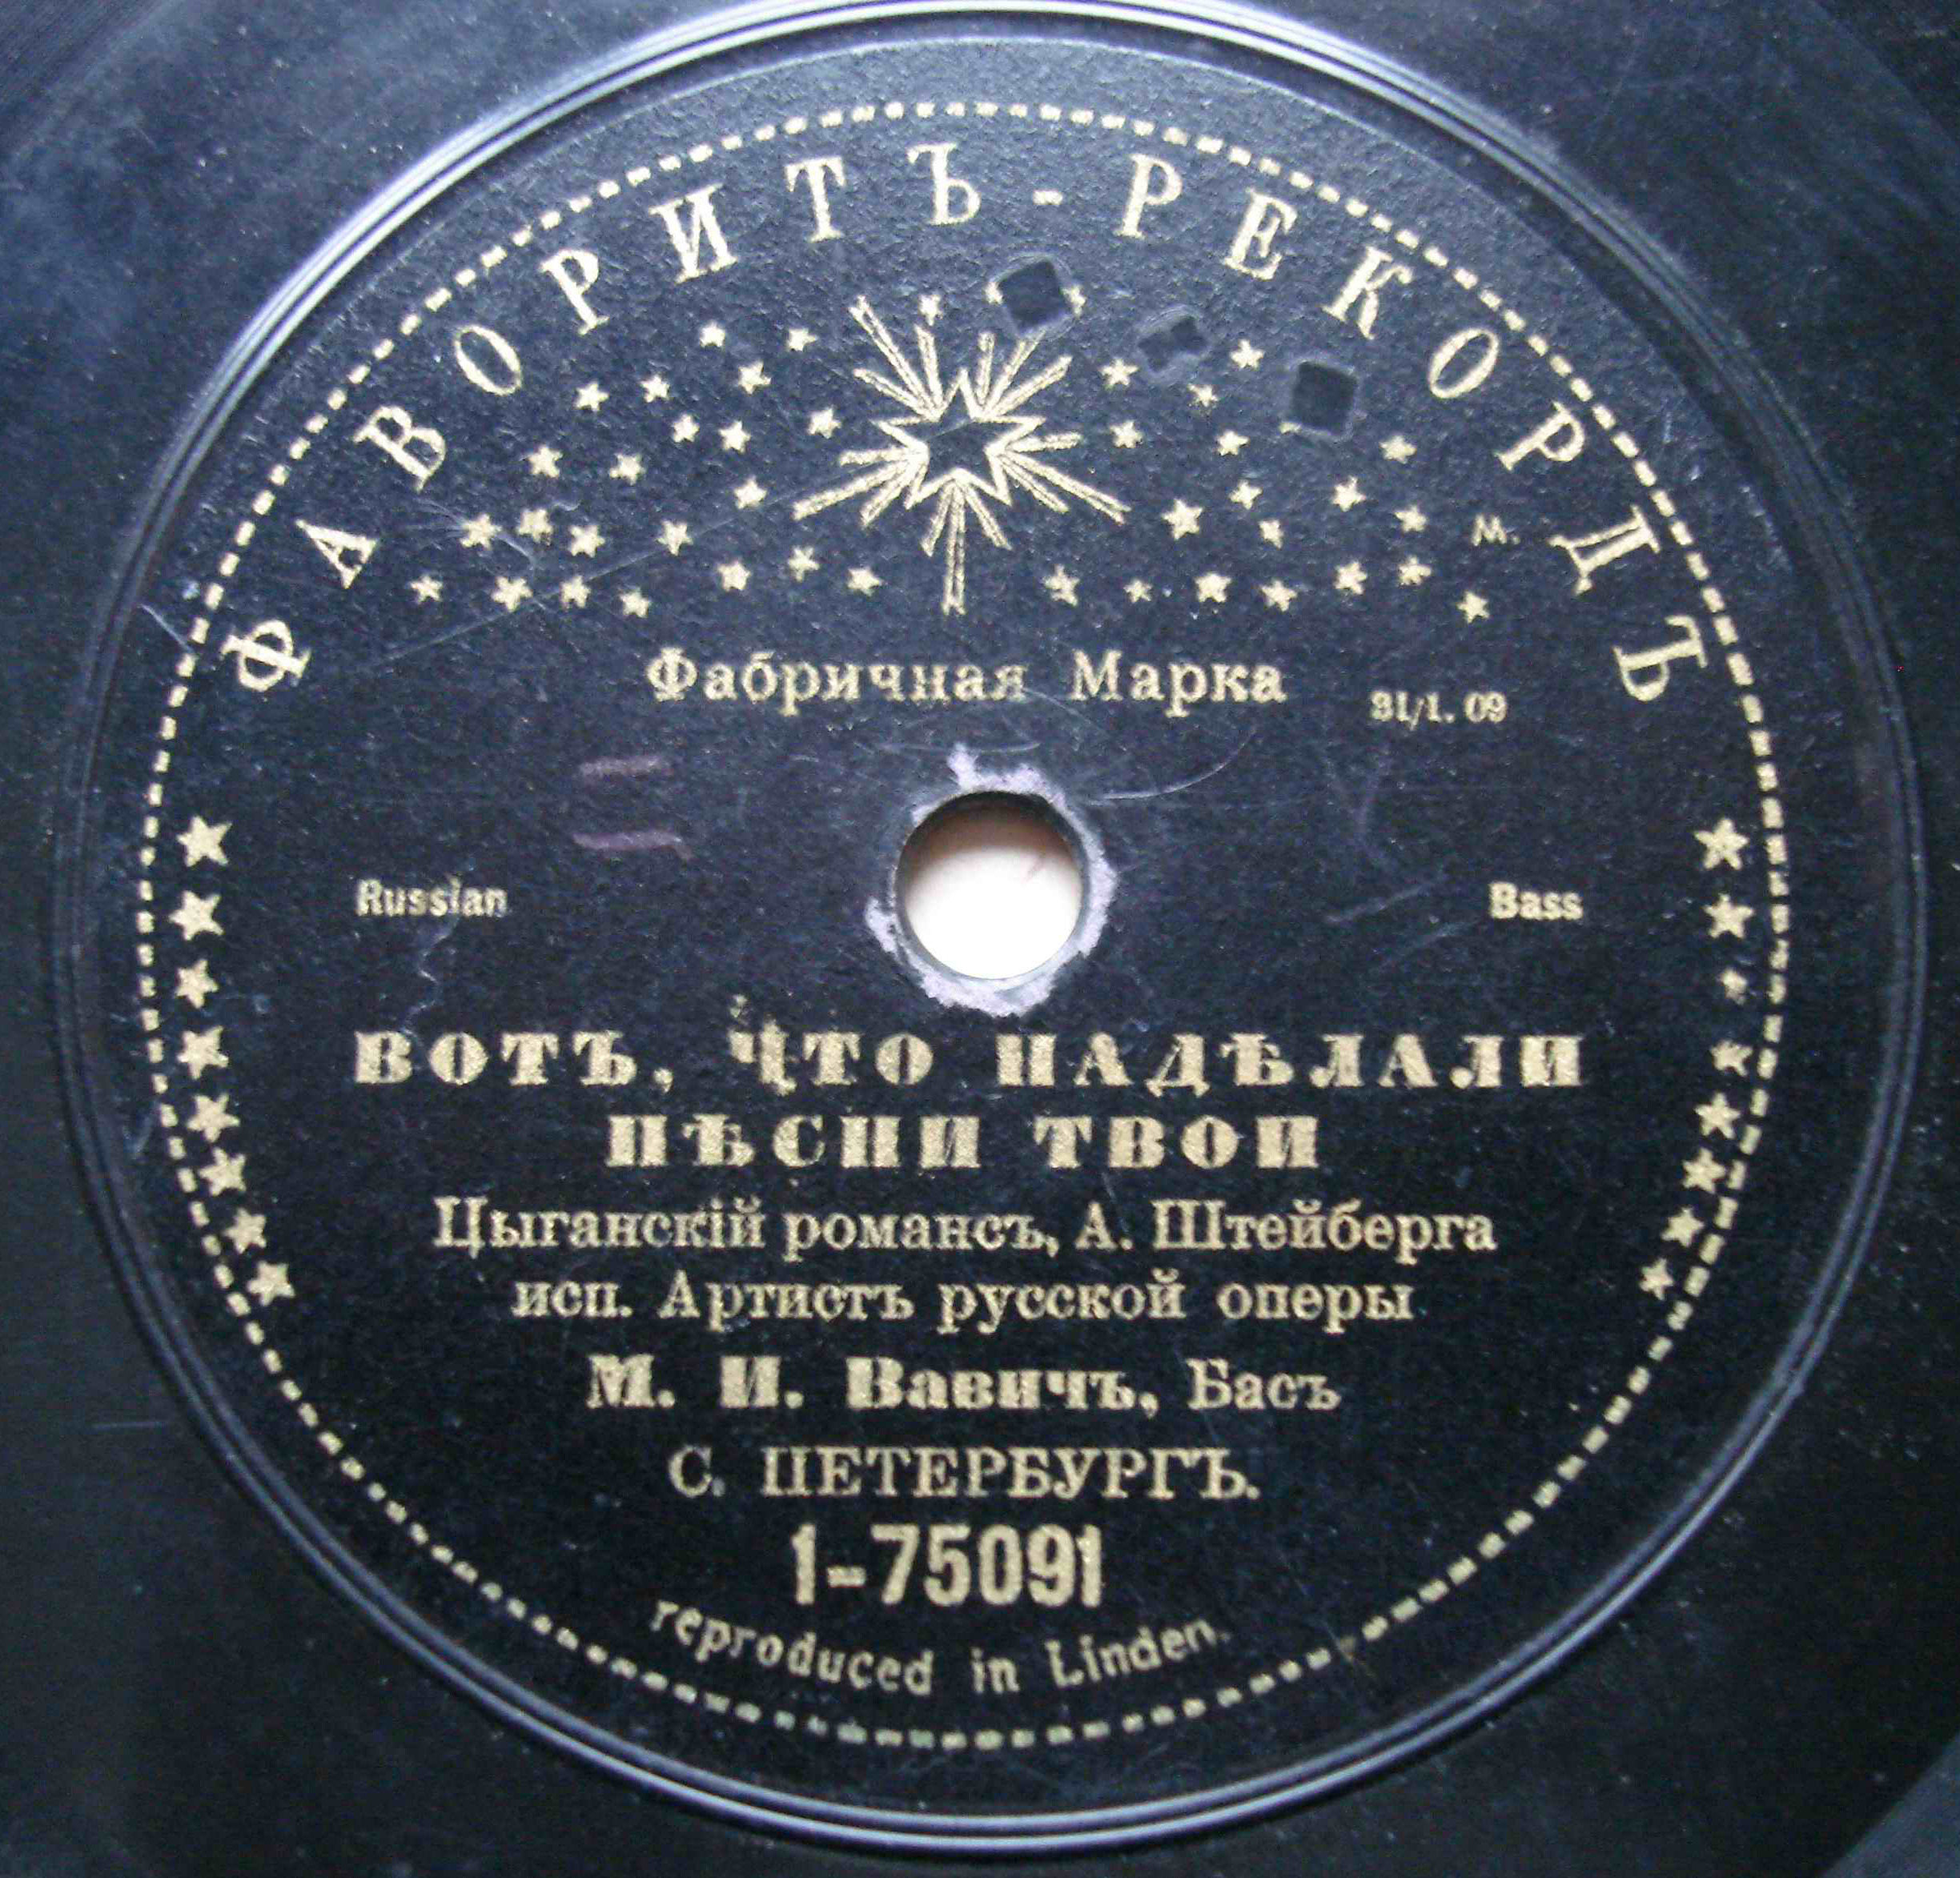 ФАВОРИТЪ-РЕКОРДЪ
М.
Фабричная Марка
31/1. 09
Russian
Bass
ВОТЪ, ЧТО НАДѢЛАЛИ
ПѢСНИ ТВОИ
Цыганскій романсъ, А. Штейберга
исп. Артистъ русской оперы
М. И. Вавичъ, Басъ
С. ПЕТЕРБУРГЪ.
1-75091
reproduced in Linden.